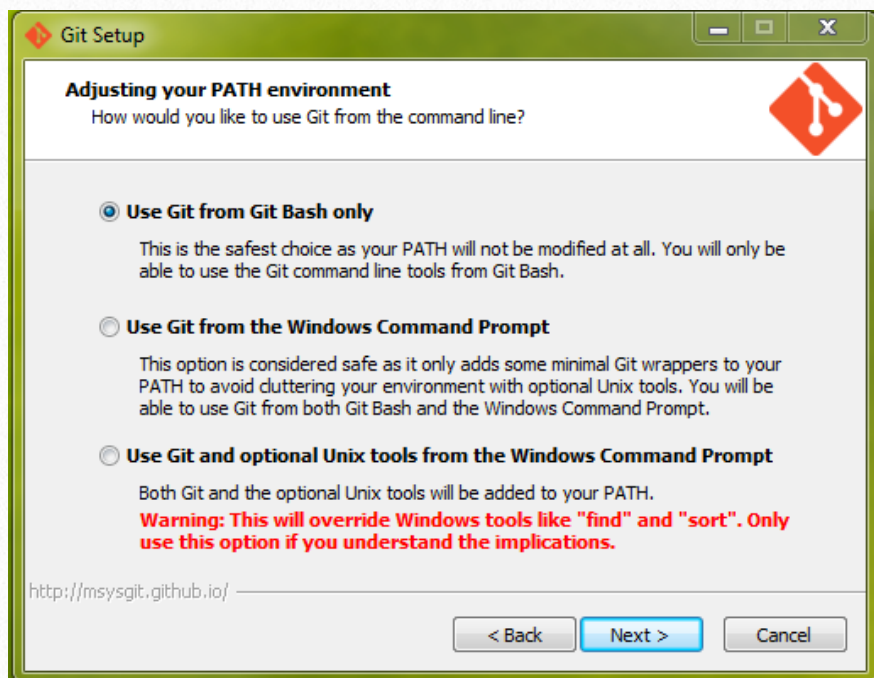 Git Setup
Adjusting your PATH environment
How would you like to use Git from the command line?
Use Git from Git Bash only
This is the safest choice as your PATH will not be modified at all. You will only be
able to use the Git command line tools from Git Bash.
Use Git from the Windows Command Prompt
This option is considered safe as it only adds some minimal Git wrappers to your
PATH to avoid cluttering your environment with optional Unix tools. You will be
able to use Git from both Git Bash and the Windows Command Prompt.
Use Git and optional Unix tools from the Windows Command Prompt
Both Git and the optional Unix tools will be added to your PATH.
Warning: This will override Windows tools like "find" and "sort". Only
use this option if you understand the implications.
http://msysgit.github.io/
< Back Next > Cancel